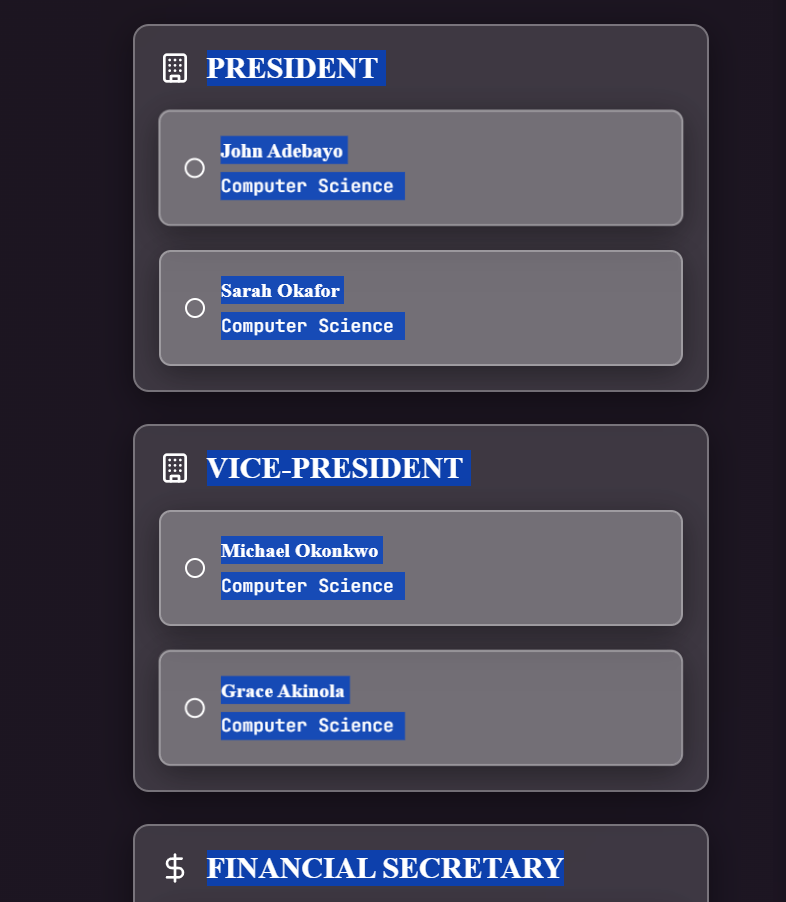 PRESIDENT
John Adebayo
Computer Science
Sarah Okafor
Computer Science
VICE-PRESIDENT
Michael Okonkwo
Computer Science
Grace Akinola
Computer Science
FINANCIAL SECRETARY